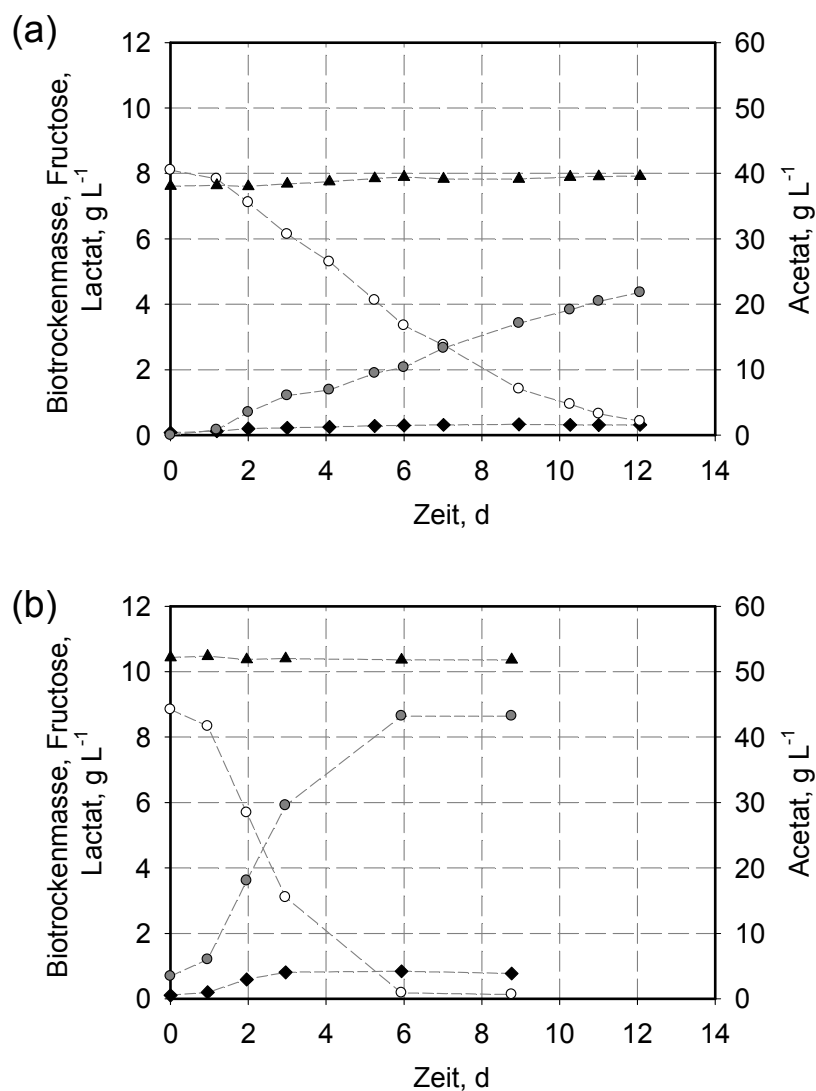 (a)
12
10
8
6
4
2
0
Biotrockenmasse, Fructose,
Lactat, g L⁻¹
60
50
40
30
20
10
0
Acetat, g L⁻¹
0 2 4 6 8 10 12 14
Zeit, d
(b)
12
10
8
6
4
2
0
Biotrockenmasse, Fructose,
Lactat, g L⁻¹
60
50
40
30
20
10
0
Acetat, g L⁻¹
0 2 4 6 8 10 12 14
Zeit, d